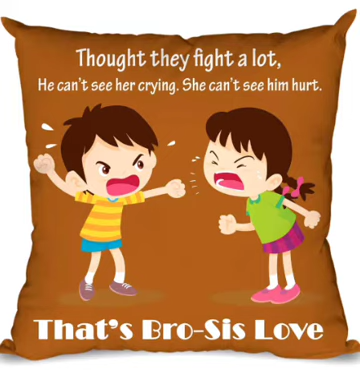 Thought they fight a lot,
He can't see her crying. She can't see him hurt.
That's Bro-Sis Love